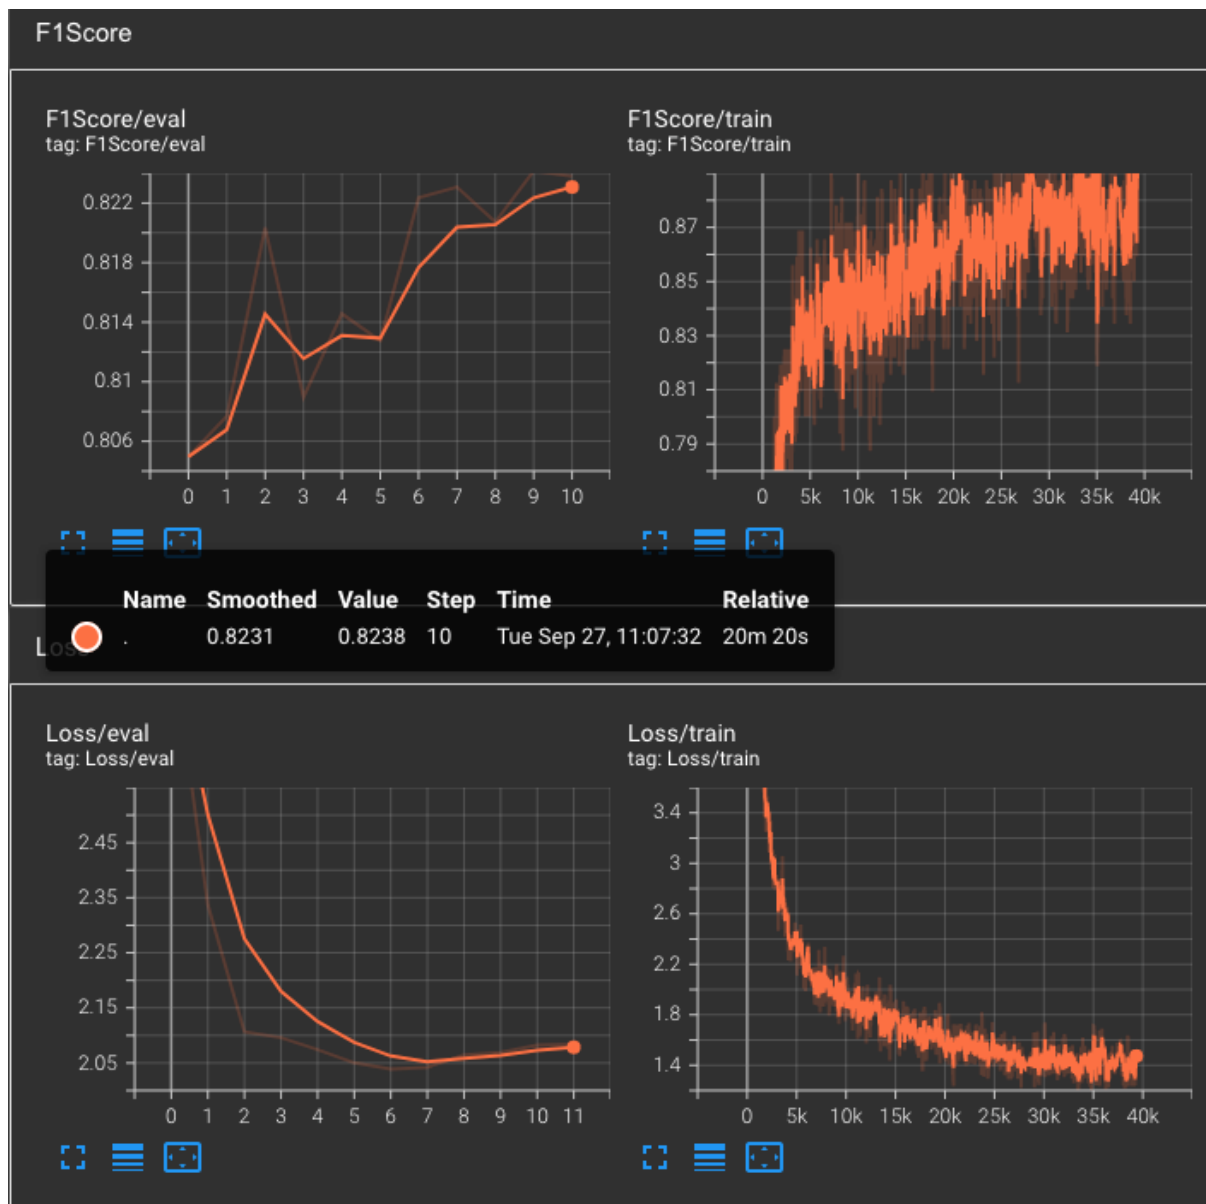 F1Score
F1Score/eval
tag: F1Score/eval
0.822
0.818
0.814
0.81
0.806
0 1 2 3 4 5 6 7 8 9 10
F1Score/train
tag: F1Score/train
0.87
0.85
0.83
0.81
0.79
0 5k 10k 15k 20k 25k 30k 35k 40k
Name Smoothed Value Step Time Relative
. 0.8231 0.8238 10 Tue Sep 27, 11:07:32 20m 20s
Loss
Loss/eval
tag: Loss/eval
2.45
2.35
2.25
2.15
2.05
0 1 2 3 4 5 6 7 8 9 10 11
Loss/train
tag: Loss/train
3.4
3
2.6
2.2
1.8
1.4
0 5k 10k 15k 20k 25k 30k 35k 40k